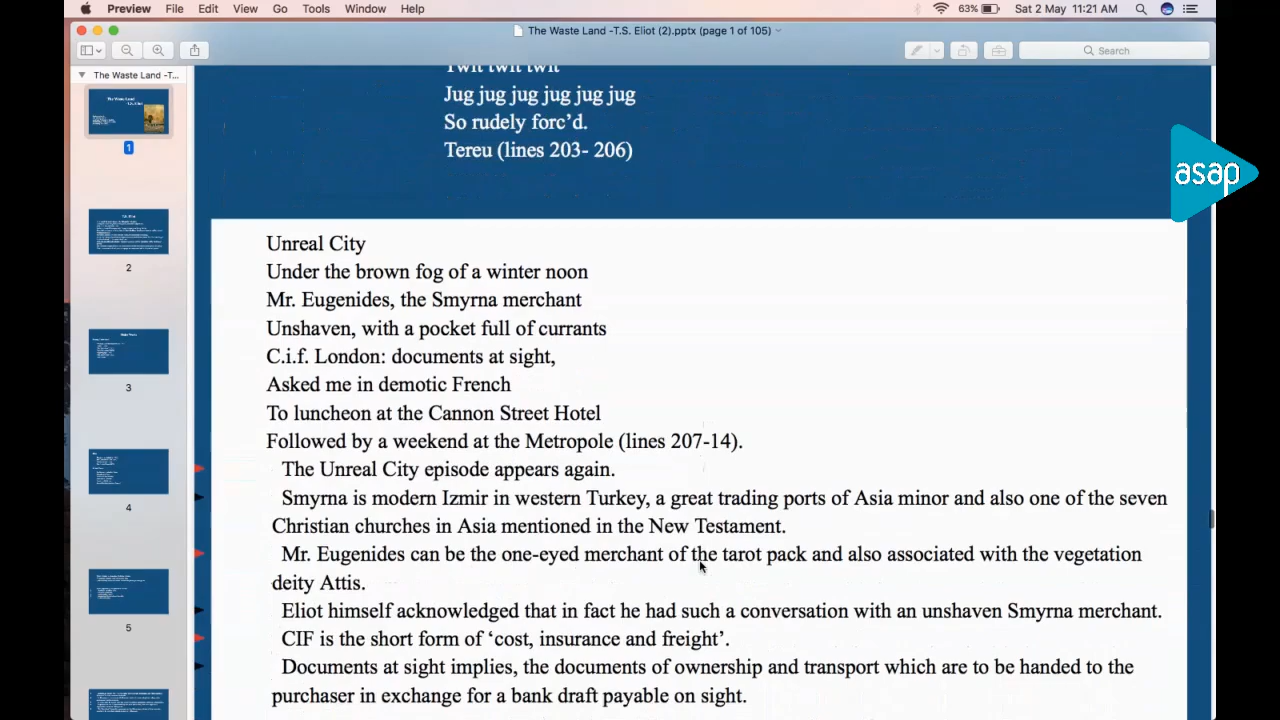 Preview File Edit View Go Tools Window Help 63% Sat 2 May 11:21 AM
The Waste Land -T.S. Eliot (2).pptx (page 1 of 105)
Search
The Waste Land -T...
Twit twit twit
Jug jug jug jug jug jug
So rudely forc'd.
Tereu (lines 203- 206)
asap
Unreal City
Under the brown fog of a winter noon
Mr. Eugenides, the Smyrna merchant
Unshaven, with a pocket full of currants
C.i.f. London: documents at sight,
Asked me in demotic French
To luncheon at the Cannon Street Hotel
Followed by a weekend at the Metropole (lines 207-14).
The Unreal City episode appears again.
Smyrna is modern Izmir in western Turkey, a great trading ports of Asia minor and also one of the seven
Christian churches in Asia mentioned in the New Testament.
Mr. Eugenides can be the one-eyed merchant of the tarot pack and also associated with the vegetation
deity Attis.
Eliot himself acknowledged that in fact he had such a conversation with an unshaven Smyrna merchant.
CIF is the short form of 'cost, insurance and freight'.
Documents at sight implies, the documents of ownership and transport which are to be handed to the
purchaser in exchange for a bank draft payable on sight.
1
2
3
4
5